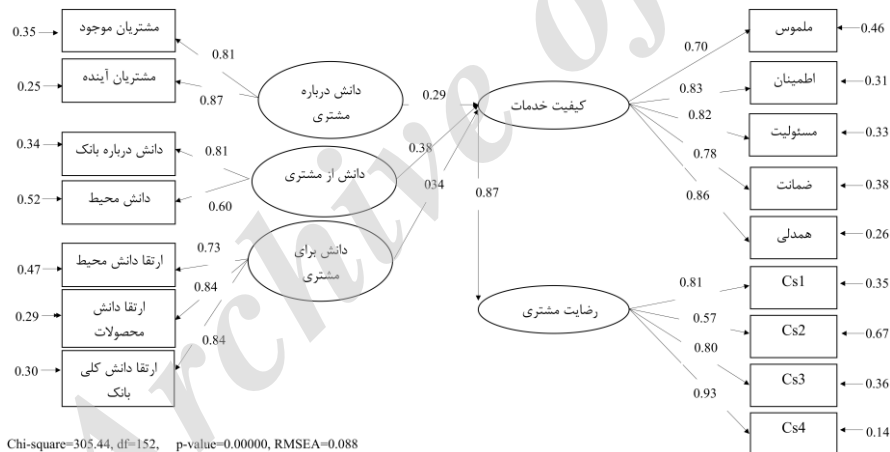 0.35
مشتریان موجود
0.81
0.25
مشتریان آینده
0.87
دانش درباره
مشتری
0.29
0.34
دانش درباره بانک
0.81
دانش از مشتری
0.38
0.52
دانش محیط
0.60
034
0.47
ارتقا دانش محیط
0.73
دانش برای
مشتری
0.29
ارتقا دانش
محصولات
0.84
0.30
ارتقا دانش کلی
بانک
0.84
کیفیت خدمات
0.87
رضایت مشتری
0.70
ملموس
0.46
0.83
اطمینان
0.31
0.82
مسئولیت
0.33
0.78
ضمانت
0.38
0.86
همدلی
0.26
0.81
Cs1
0.35
0.57
Cs2
0.67
0.80
Cs3
0.36
0.93
Cs4
0.14
Chi-square=305.44, df=152, p-value=0.00000, RMSEA=0.088
Archive of